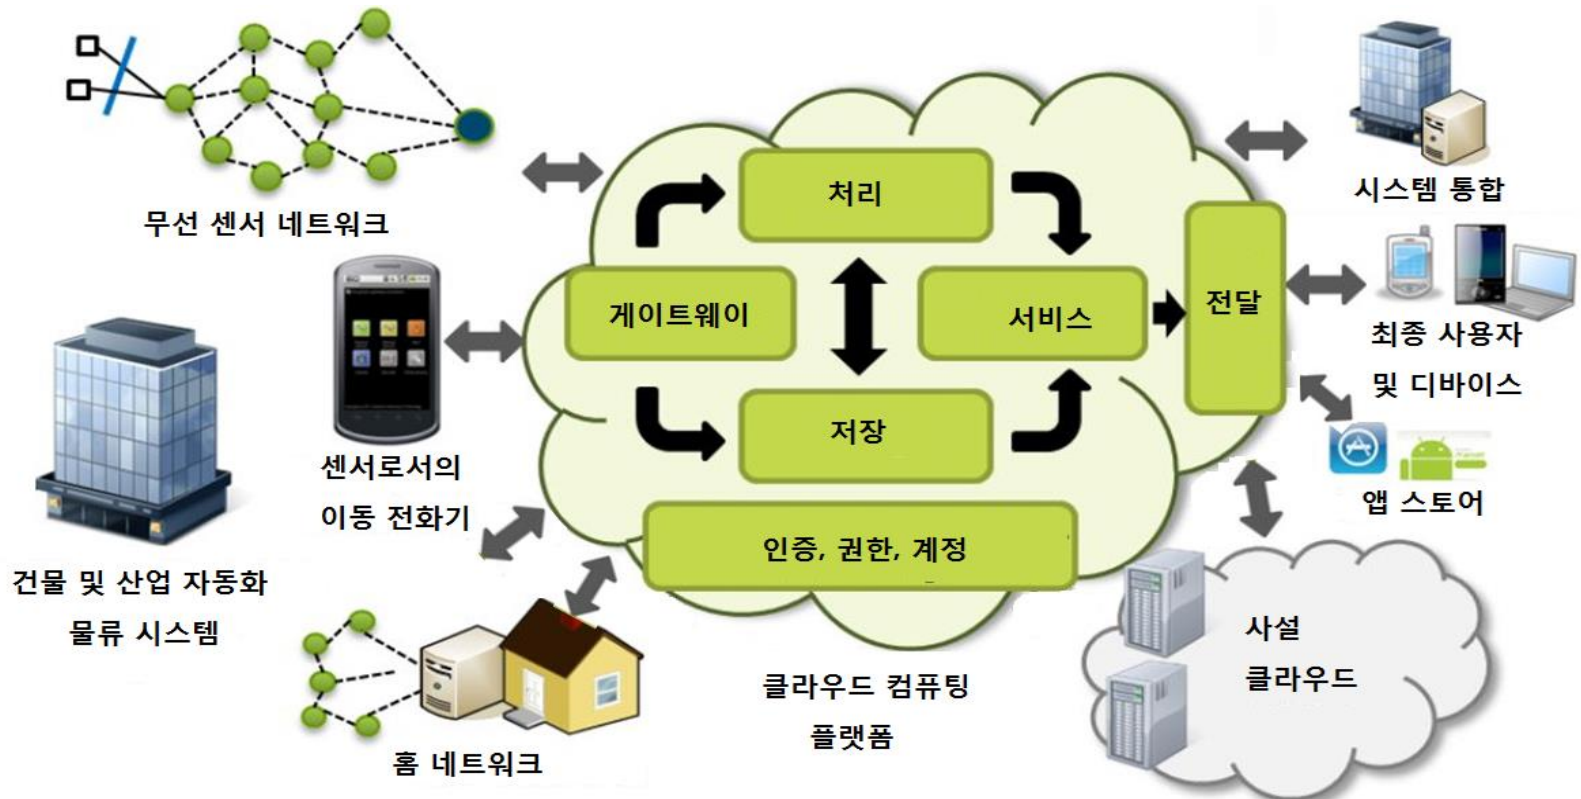 무선 센서 네트워크
처리
시스템 통합
게이트웨이
서비스
전달
최종 사용자
및 디바이스
저장
센서로서의
이동 전화기
앱 스토어
인증, 권한, 계정
건물 및 산업 자동화
물류 시스템
사설
클라우드
클라우드 컴퓨팅
플랫폼
홈 네트워크